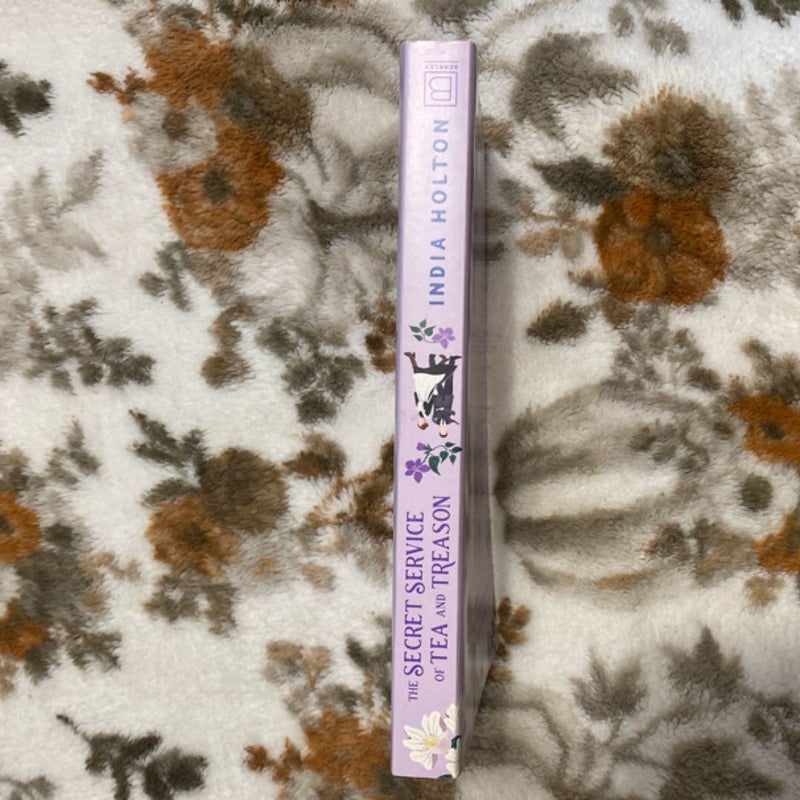 THE SECRET SERVICE
OF TEA AND TREASON
INDIA HOLTON
BERKLEY